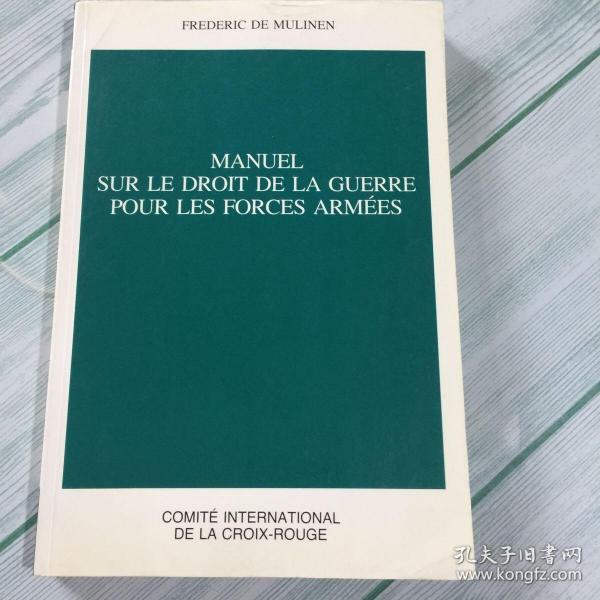 FREDERIC DE MULINEN
MANUEL
SUR LE DROIT DE LA GUERRE
POUR LES FORCES ARMÉES
COMITÉ INTERNATIONAL
DE LA CROIX-ROUGE
孔夫子旧书网
www.kongfz.com